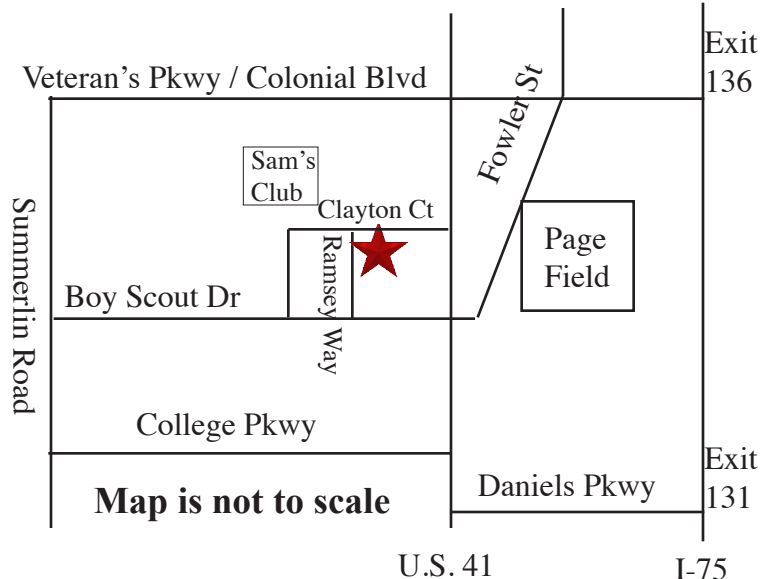 Exit
136
Veteran’s Pkwy / Colonial Blvd
Fowler St
Sam’s
Club
Clayton Ct
Summerlin Road
Ramsey Way
Page
Field
Boy Scout Dr
College Pkwy
Exit
131
Daniels Pkwy
Map is not to scale
U.S. 41
I-75